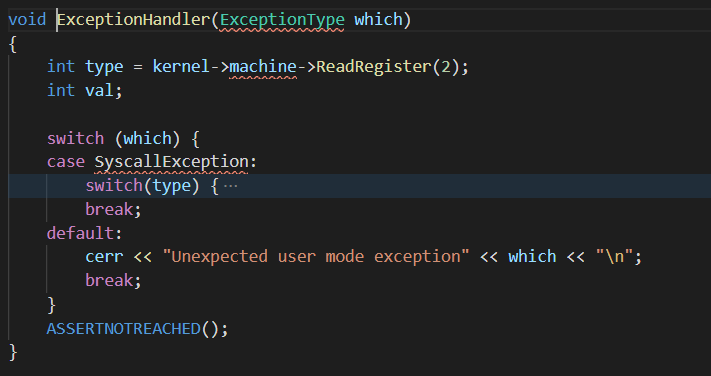 void ExceptionHandler(ExceptionType which)
{
    int type = kernel->machine->ReadRegister(2);
    int val;

    switch (which) {
    case SyscallException:
        switch(type) { ···
        break;
    default:
        cerr << "Unexpected user mode exception" << which << "\n";
        break;
    }
    ASSERTNOTREACHED();
}